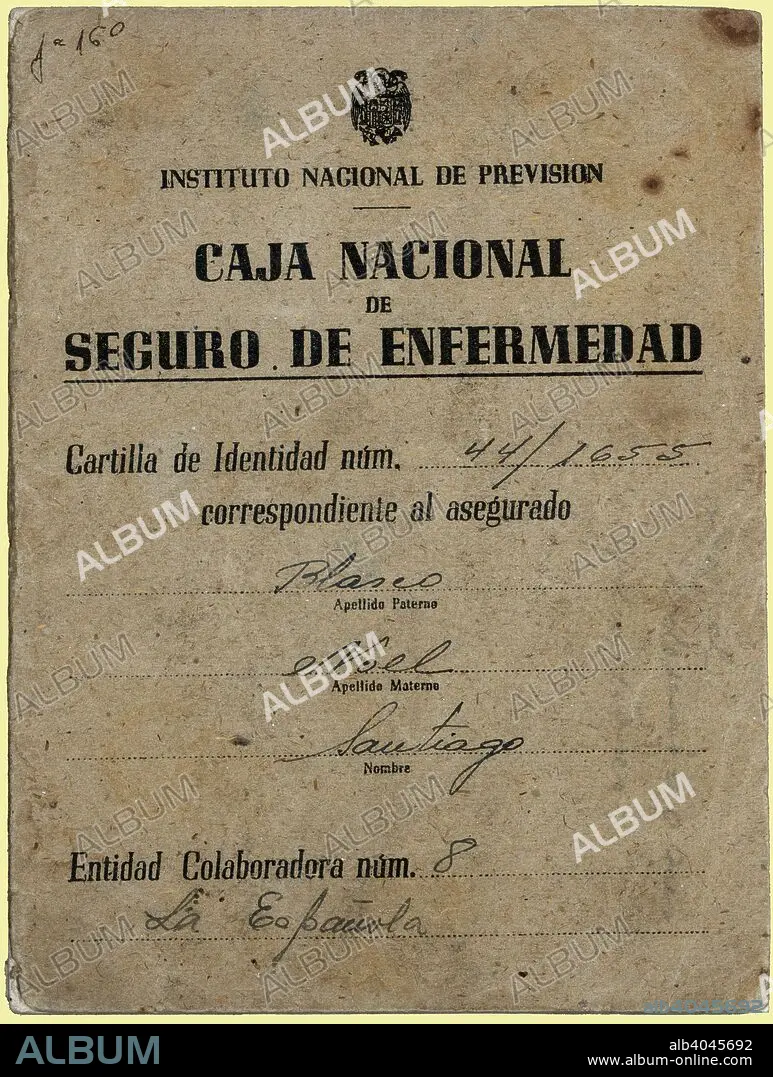 Jª 160
INSTITUTO NACIONAL DE PREVISION
CAJA NACIONAL
DE
SEGURO DE ENFERMEDAD
Cartilla de Identidad núm. 44/1655
correspondiente al asegurado
Blasco
Apellido Paterno
Apellido Materno
Santiago
Nombre
Entidad Colaboradora núm. 8
La Española
ALBUM
alb4045692
www.album-online.com